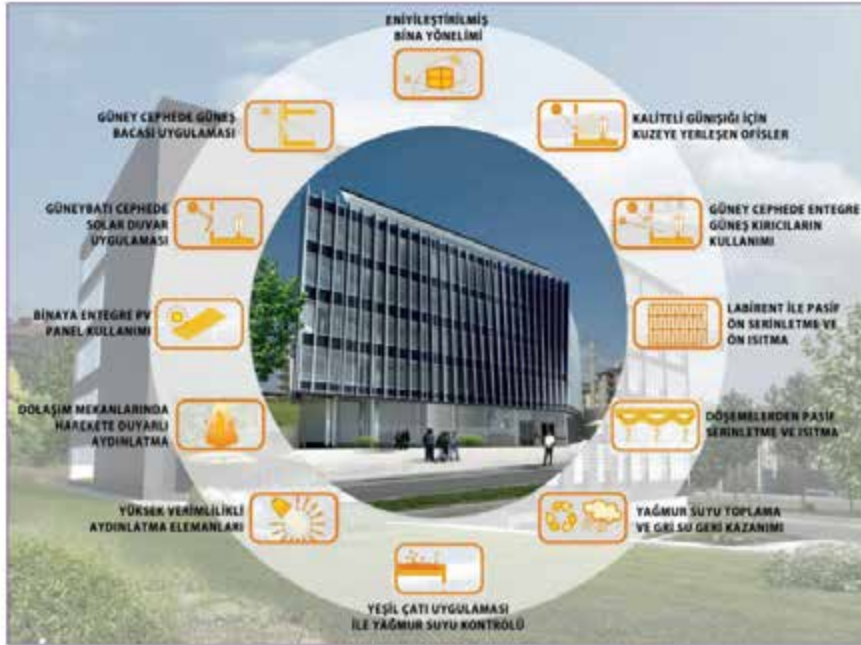 ENİYİLEŞTİRİLMİŞ
BİNA YÖNELİMİ
KALİTELİ GÜNIŞIĞI İÇİN
KUZEYE YERLEŞEN OFİSLER
GÜNEY CEPHEDE ENTEGRE
GÜNEŞ KIRICILARIN
KULLANIMI
LABİRENT İLE PASİF
ÖN SERİNLETME VE
ÖN ISITMA
DÖŞEMELERDEN PASİF
SERİNLETME VE ISITMA
YAĞMUR SUYU TOPLAMA
VE GRİ SU GERİ KAZANIMI
YEŞİL ÇATI UYGULAMASI
İLE YAĞMUR SUYU KONTROLÜ
YÜKSEK VERİMLİLİKLİ
AYDINLATMA ELEMANLARI
DOLAŞIM MEKANLARINDA
HAREKETE DUYARLI
AYDINLATMA
BİNAYA ENTEGRE PV
PANEL KULLANIMI
GÜNEYBATI CEPHEDE
SOLAR DUVAR
UYGULAMASI
GÜNEY CEPHEDE GÜNEŞ
BACASI UYGULAMASI